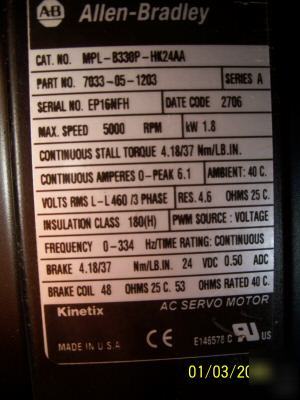 AB Allen-Bradley
CAT. NO. MPL-B330P-HK24AA
PART NO. 7033-05-1203 SERIES A
SERIAL NO. EP16NFH DATE CODE 2706
MAX. SPEED 5000 RPM kW 1.8
CONTINUOUS STALL TORQUE 4.18/37 Nm/LB.IN.
CONTINUOUS AMPERES 0-PEAK 6.1 AMBIENT: 40 C.
VOLTS RMS L-L 460 /3 PHASE RES. 4.6 OHMS 25 C.
INSULATION CLASS 180(H) PWM SOURCE : VOLTAGE
FREQUENCY 0-334 Hz/TIME RATING: CONTINUOUS
BRAKE 4.18/37 Nm/LB.IN. 24 VDC 0.50 ADC
BRAKE COIL 48 OHMS 25 C. 53 OHMS RATED 40 C.
Kinetix AC SERVO MOTOR
MADE IN U.S.A. CE E146578 C US
01/03/20